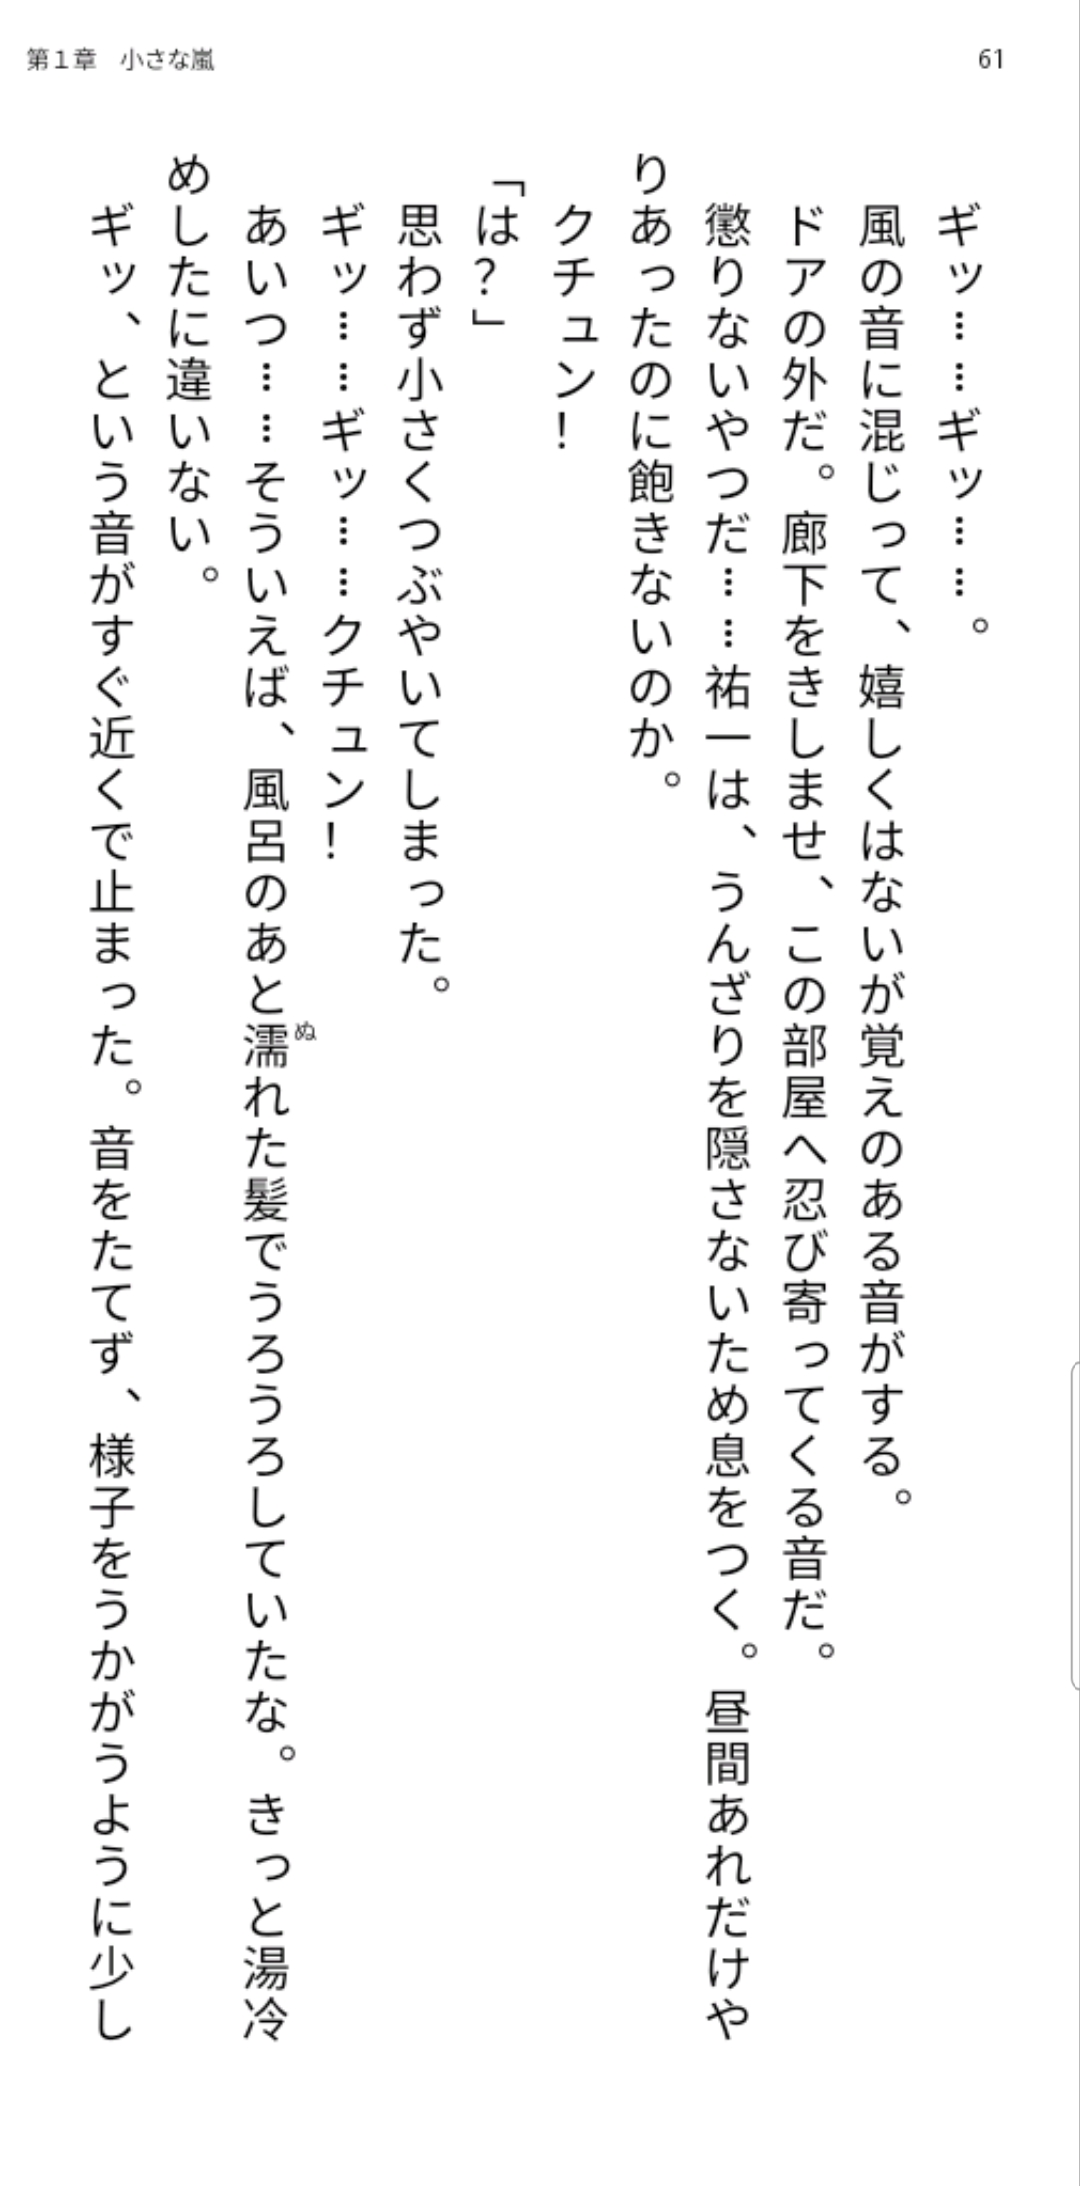 第１章　小さな嵐
61
ギッ……ギッ……。
風の音に混じって、嬉しくはないが覚えのある音がする。
ドアの外だ。廊下をきしませ、この部屋へ忍び寄ってくる音だ。
懲りないやつだ……祐一は、うんざりを隠さないため息をつく。昼間あれだけや
りあったのに飽きないのか。
クチュン！
「は？」
思わず小さくつぶやいてしまった。
ギッ……ギッ……クチュン！
あいつ……そういえば、風呂のあと濡れた髪でうろうろしていたな。きっと湯冷
ぬ
めしたに違いない。
ギッ、という音がすぐ近くで止まった。音をたてず、様子をうかがうように少し